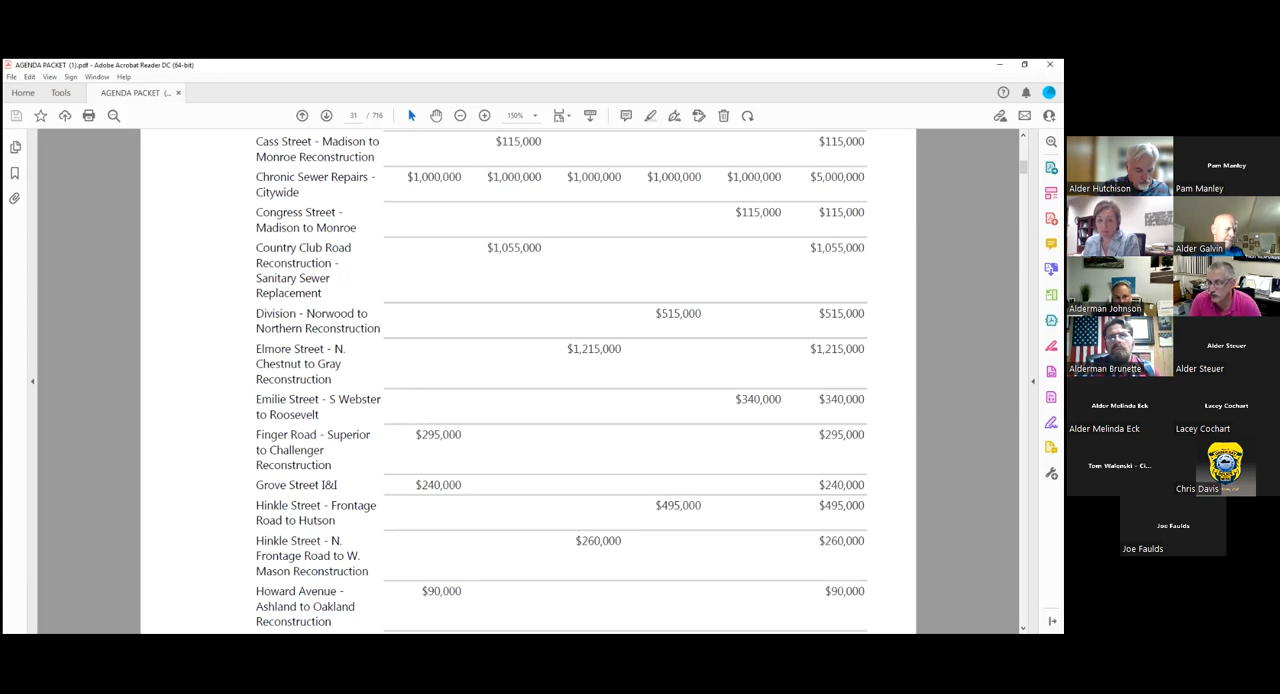 AGENDA PACKET (1).pdf - Adobe Acrobat Reader DC (64-bit)
File Edit View Sign Window Help
Home Tools AGENDA PACKET (... ×
31 / 716 150%
Cass Street - Madison to $115,000 $115,000
Monroe Reconstruction
Chronic Sewer Repairs - $1,000,000 $1,000,000 $1,000,000 $1,000,000 $1,000,000 $5,000,000
Citywide
Congress Street - $115,000 $115,000
Madison to Monroe
Country Club Road $1,055,000 $1,055,000
Reconstruction -
Sanitary Sewer
Replacement
Division - Norwood to $515,000 $515,000
Northern Reconstruction
Elmore Street - N. $1,215,000 $1,215,000
Chestnut to Gray
Reconstruction
Emilie Street - S Webster $340,000 $340,000
to Roosevelt
Finger Road - Superior $295,000 $295,000
to Challenger
Reconstruction
Grove Street I&I $240,000 $240,000
Hinkle Street - Frontage $495,000 $495,000
Road to Hutson
Hinkle Street - N. $260,000 $260,000
Frontage Road to W.
Mason Reconstruction
Howard Avenue - $90,000 $90,000
Ashland to Oakland
Reconstruction
Alder Hutchison
Pam Manley
Pam Manley
Alder Galvin
Alderman Johnson
Alderman Brunette
Alder Steuer
Alder Steuer
Alder Melinda Eck
Alder Melinda Eck
Lacey Cochart
Lacey Cochart
Tom Walenski - Ci...
Chris Davis
Joe Faulds
Joe Faulds